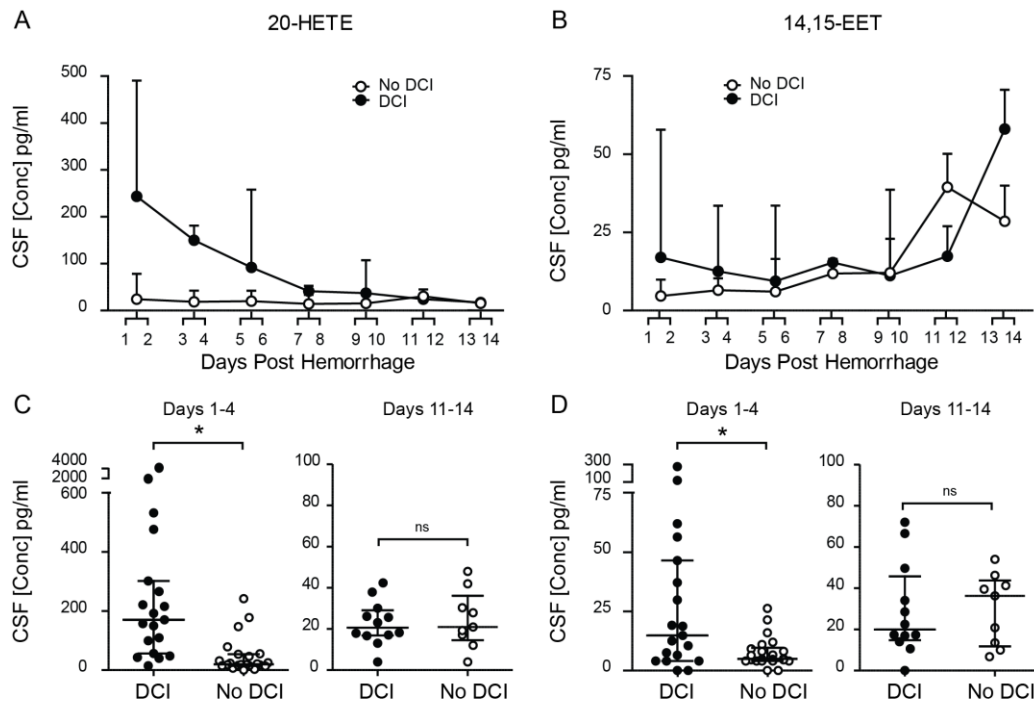 A
20-HETE
CSF [Conc] pg/ml
500
400
300
200
100
0
No DCI
DCI
1 2 3 4 5 6 7 8 9 10 11 12 13 14
Days Post Hemorrhage
B
14,15-EET
CSF [Conc] pg/ml
75
50
25
0
No DCI
DCI
1 2 3 4 5 6 7 8 9 10 11 12 13 14
Days Post Hemorrhage
C
Days 1-4
CSF [Conc] pg/ml
4000
2000
600
400
200
0
*
DCI No DCI
Days 11-14
100
80
60
40
20
0
ns
DCI No DCI
D
Days 1-4
CSF [Conc] pg/ml
300
100
75
50
25
0
*
DCI No DCI
Days 11-14
100
80
60
40
20
0
ns
DCI No DCI